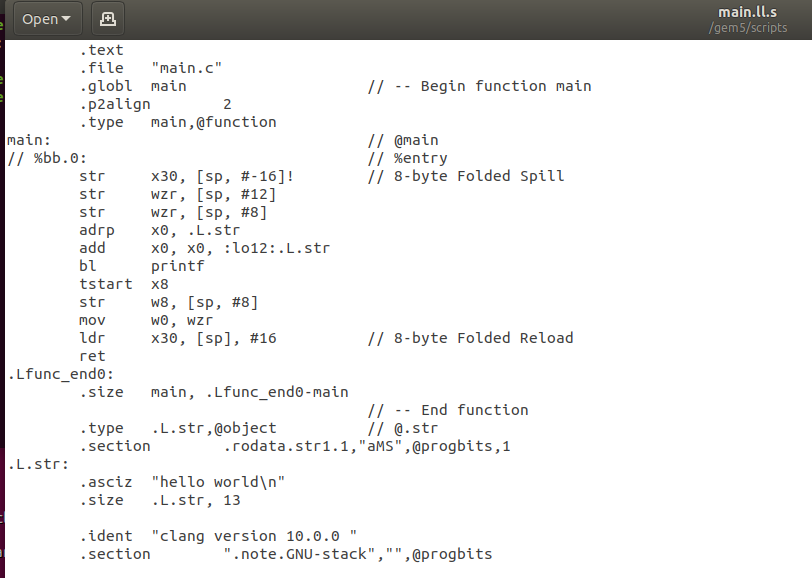 Open
main.ll.s
/gem5/scripts
.text
.file "main.c"
.globl main // -- Begin function main
.p2align 2
.type main,@function
main: // @main
// %bb.0: // %entry
str x30, [sp, #-16]! // 8-byte Folded Spill
str wzr, [sp, #12]
str wzr, [sp, #8]
adrp x0, .L.str
add x0, x0, :lo12:.L.str
bl printf
tstart x8
str w8, [sp, #8]
mov w0, wzr
ldr x30, [sp], #16 // 8-byte Folded Reload
ret
.Lfunc_end0:
.size main, .Lfunc_end0-main
// -- End function
.type .L.str,@object // @.str
.section .rodata.str1.1,"aMS",@progbits,1
.L.str:
.asciz "hello world\n"
.size .L.str, 13
.ident "clang version 10.0.0 "
.section ".note.GNU-stack","",@progbits